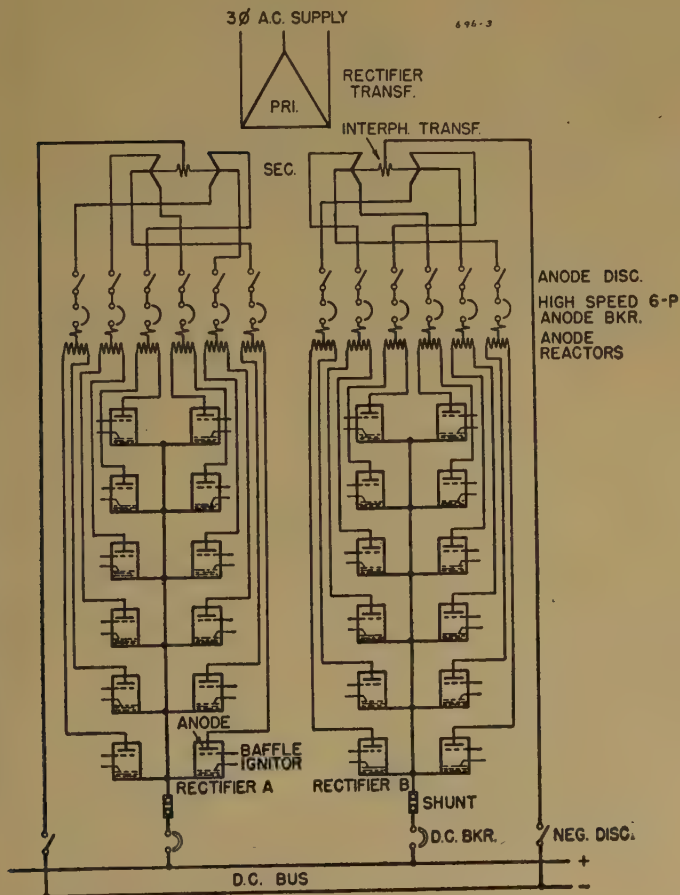 3Ø A.C. SUPPLY
696-3
RECTIFIER
TRANSF.
PRI.
INTERPH. TRANSF.
SEC.
ANODE DISC.
HIGH SPEED 6-P
ANODE BKR.
ANODE
REACTORS
ANODE
BAFFLE
IGNITOR
RECTIFIER A
RECTIFIER B
SHUNT
D.C. BKR.
NEG. DISC.
D.C. BUS
+
−